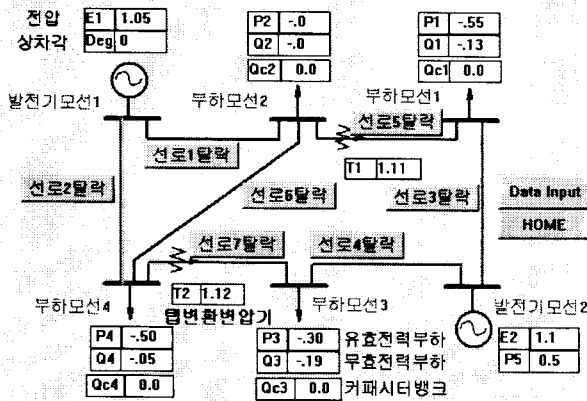 전압
E1 1.05
상차각
Deg 0
P2 -.0
Q2 -.0
Qc2 0.0
P1 -.55
Q1 -.13
Qc1 0.0
발전기모선1
부하모선2
부하모선1
선로5탈락
선로1탈락
T1 1.11
선로2탈락
선로6탈락
선로3탈락
Data Input
HOME
선로7탈락
선로4탈락
부하모선4
T2 1.12
탭변환변압기
부하모선3
발전기모선2
P4 -.50
Q4 -.05
Qc4 0.0
P3 -.30 유효전력부하
Q3 -.19 무효전력부하
Qc3 0.0 커패시터뱅크
E2 1.1
P5 0.5